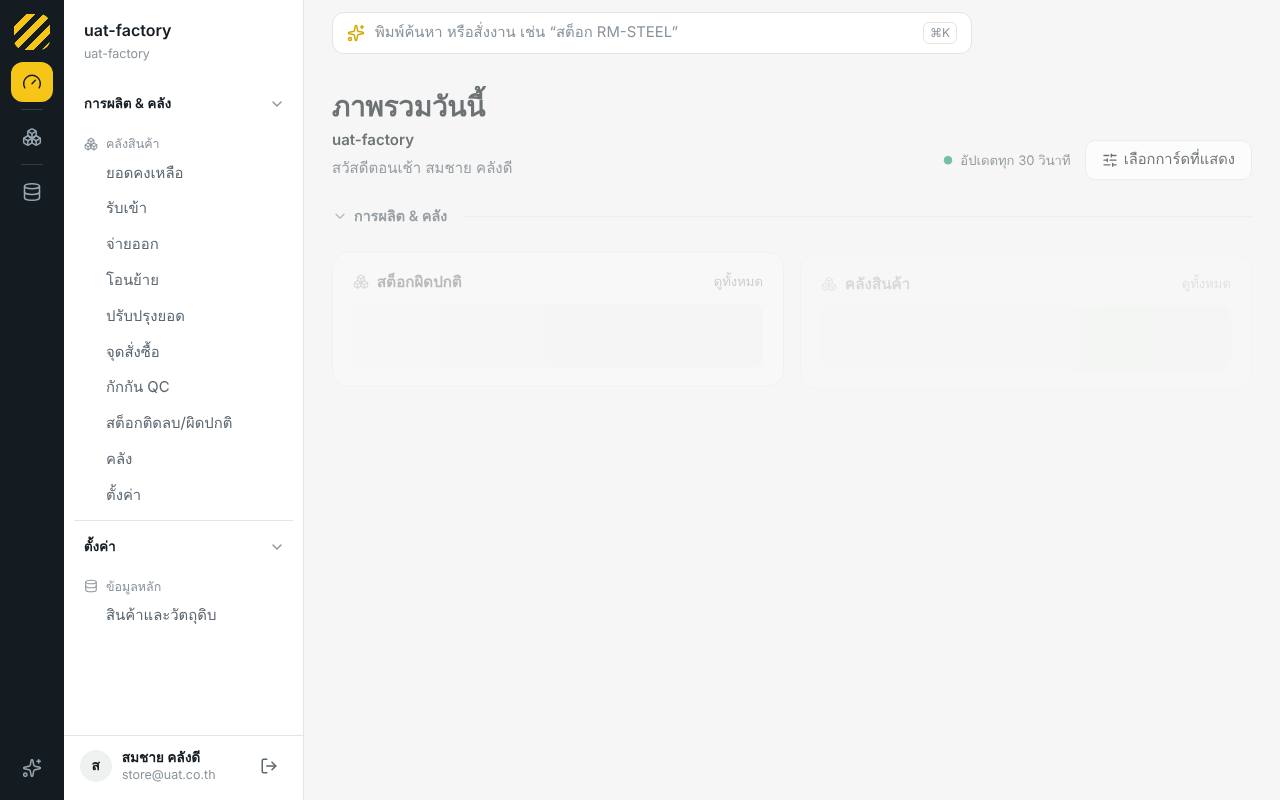 uat-factory
uat-factory
การผลิต & คลัง
คลังสินค้า
ยอดคงเหลือ
รับเข้า
จ่ายออก
โอนย้าย
ปรับปรุงยอด
จุดสั่งซื้อ
กักกัน QC
สต็อกติดลบ/ผิดปกติ
คลัง
ตั้งค่า
ตั้งค่า
ข้อมูลหลัก
สินค้าและวัตถุดิบ
ส
สมชาย คลังดี
store@uat.co.th
พิมพ์ค้นหา หรือสั่งงาน เช่น “สต็อก RM-STEEL”
⌘K
ภาพรวมวันนี้
uat-factory
สวัสดีตอนเช้า สมชาย คลังดี
อัปเดตทุก 30 วินาที
เลือกการ์ดที่แสดง
การผลิต & คลัง
สต็อกผิดปกติ
ดูทั้งหมด
คลังสินค้า
ดูทั้งหมด